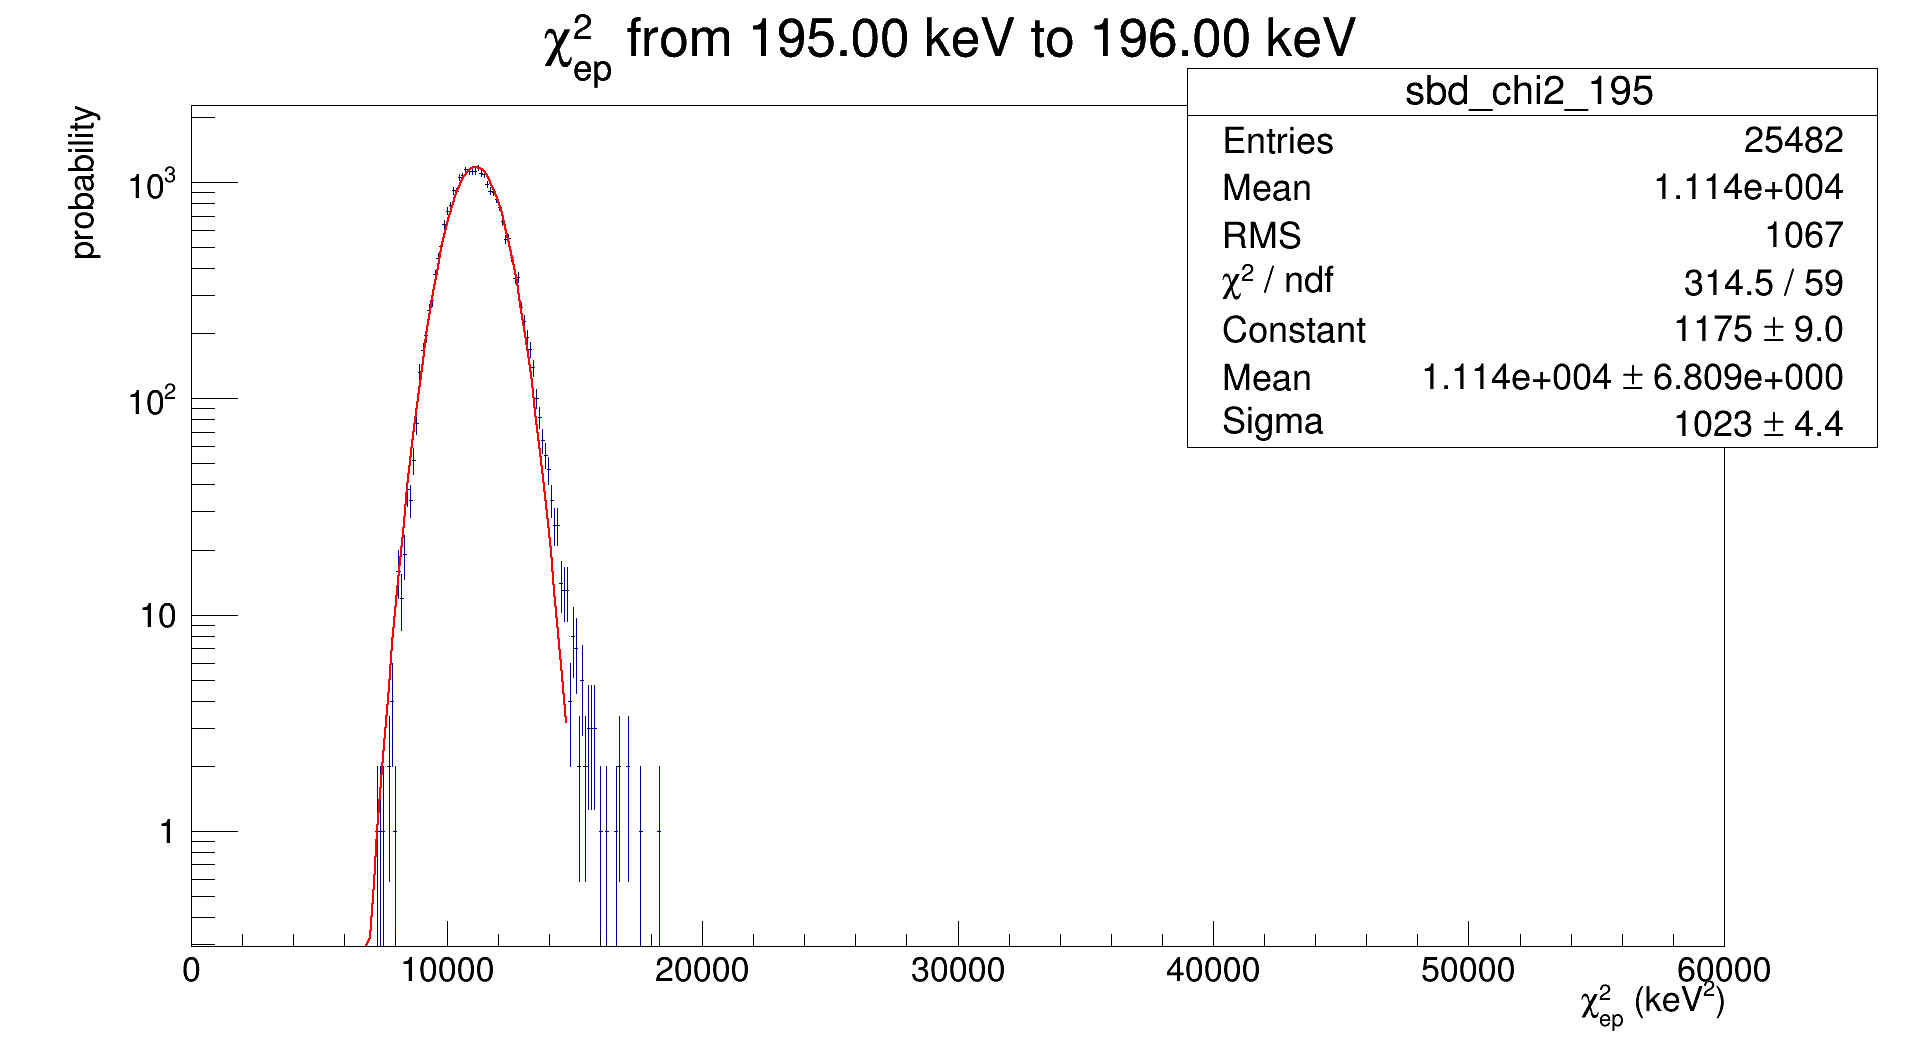 χ²ep from 195.00 keV to 196.00 keV
sbd_chi2_195
Entries 25482
Mean 1.114e+004
RMS 1067
χ² / ndf 314.5 / 59
Constant 1175 ± 9.0
Mean 1.114e+004 ± 6.809e+000
Sigma 1023 ± 4.4
probability
10³
10²
10
1
0 10000 20000 30000 40000 50000 60000
χ²ep (keV²)